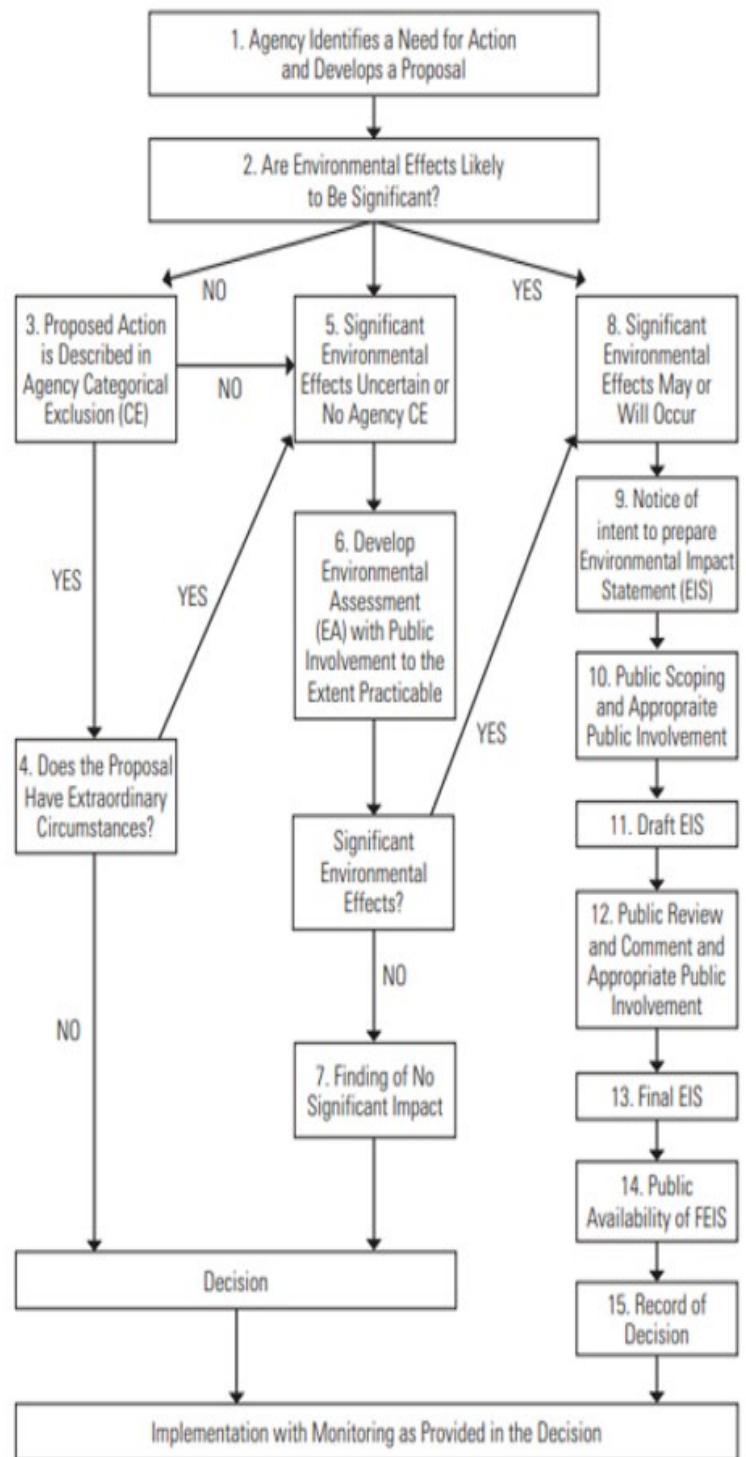 1. Agency Identifies a Need for Action
and Develops a Proposal
2. Are Environmental Effects Likely
to Be Significant?
NO
YES
3. Proposed Action
is Described in
Agency Categorical
Exclusion (CE)
NO
5. Significant
Environmental
Effects Uncertain or
No Agency CE
8. Significant
Environmental
Effects May or
Will Occur
YES
YES
6. Develop
Environmental
Assessment
(EA) with Public
Involvement to the
Extent Practicable
9. Notice of
intent to prepare
Environmental Impact
Statement (EIS)
10. Public Scoping
and Appropraite
Public Involvement
YES
4. Does the Proposal
Have Extraordinary
Circumstances?
Significant
Environmental
Effects?
11. Draft EIS
12. Public Review
and Comment and
Appropriate Public
Involvement
NO
NO
7. Finding of No
Significant Impact
13. Final EIS
14. Public
Availability of FEIS
Decision
15. Record of
Decision
Implementation with Monitoring as Provided in the Decision